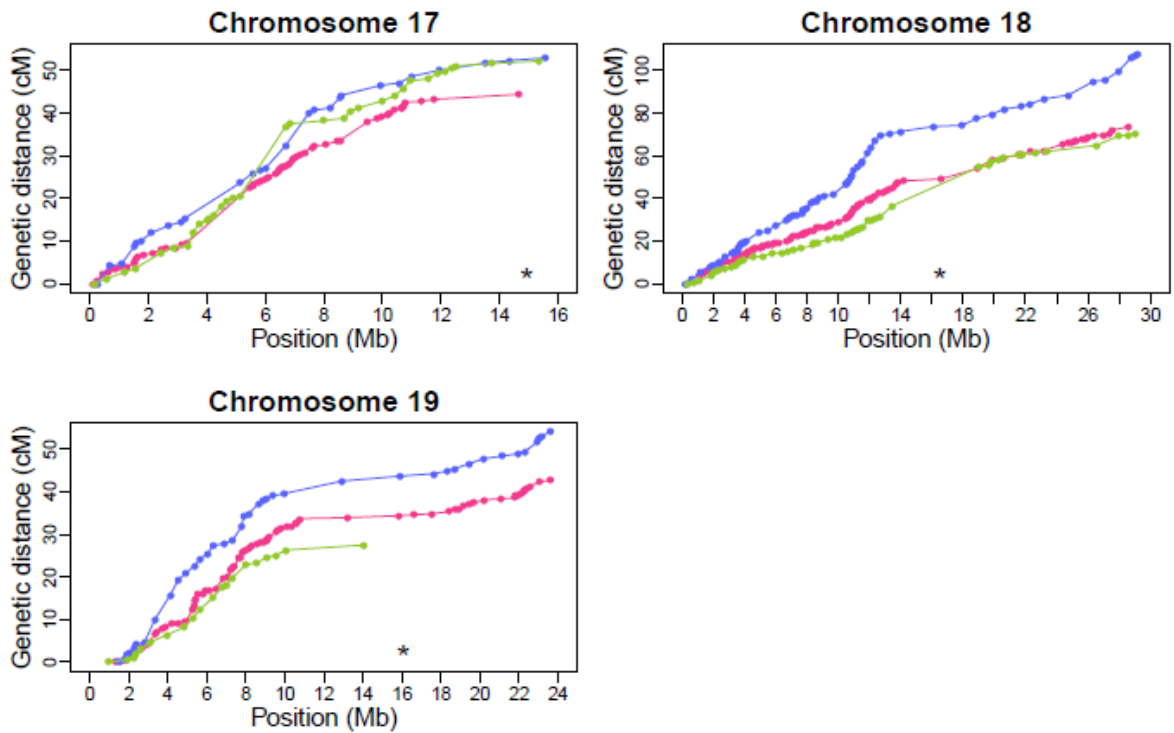 Chromosome 17
Genetic distance (cM)
50
40
30
20
10
0
*
0 2 4 6 8 10 12 14 16
Position (Mb)
Chromosome 18
Genetic distance (cM)
100
80
60
40
20
0
*
0 2 4 6 8 10 14 18 22 26 30
Position (Mb)
Chromosome 19
Genetic distance (cM)
50
40
30
20
10
0
*
0 2 4 6 8 10 12 14 16 18 20 22 24
Position (Mb)